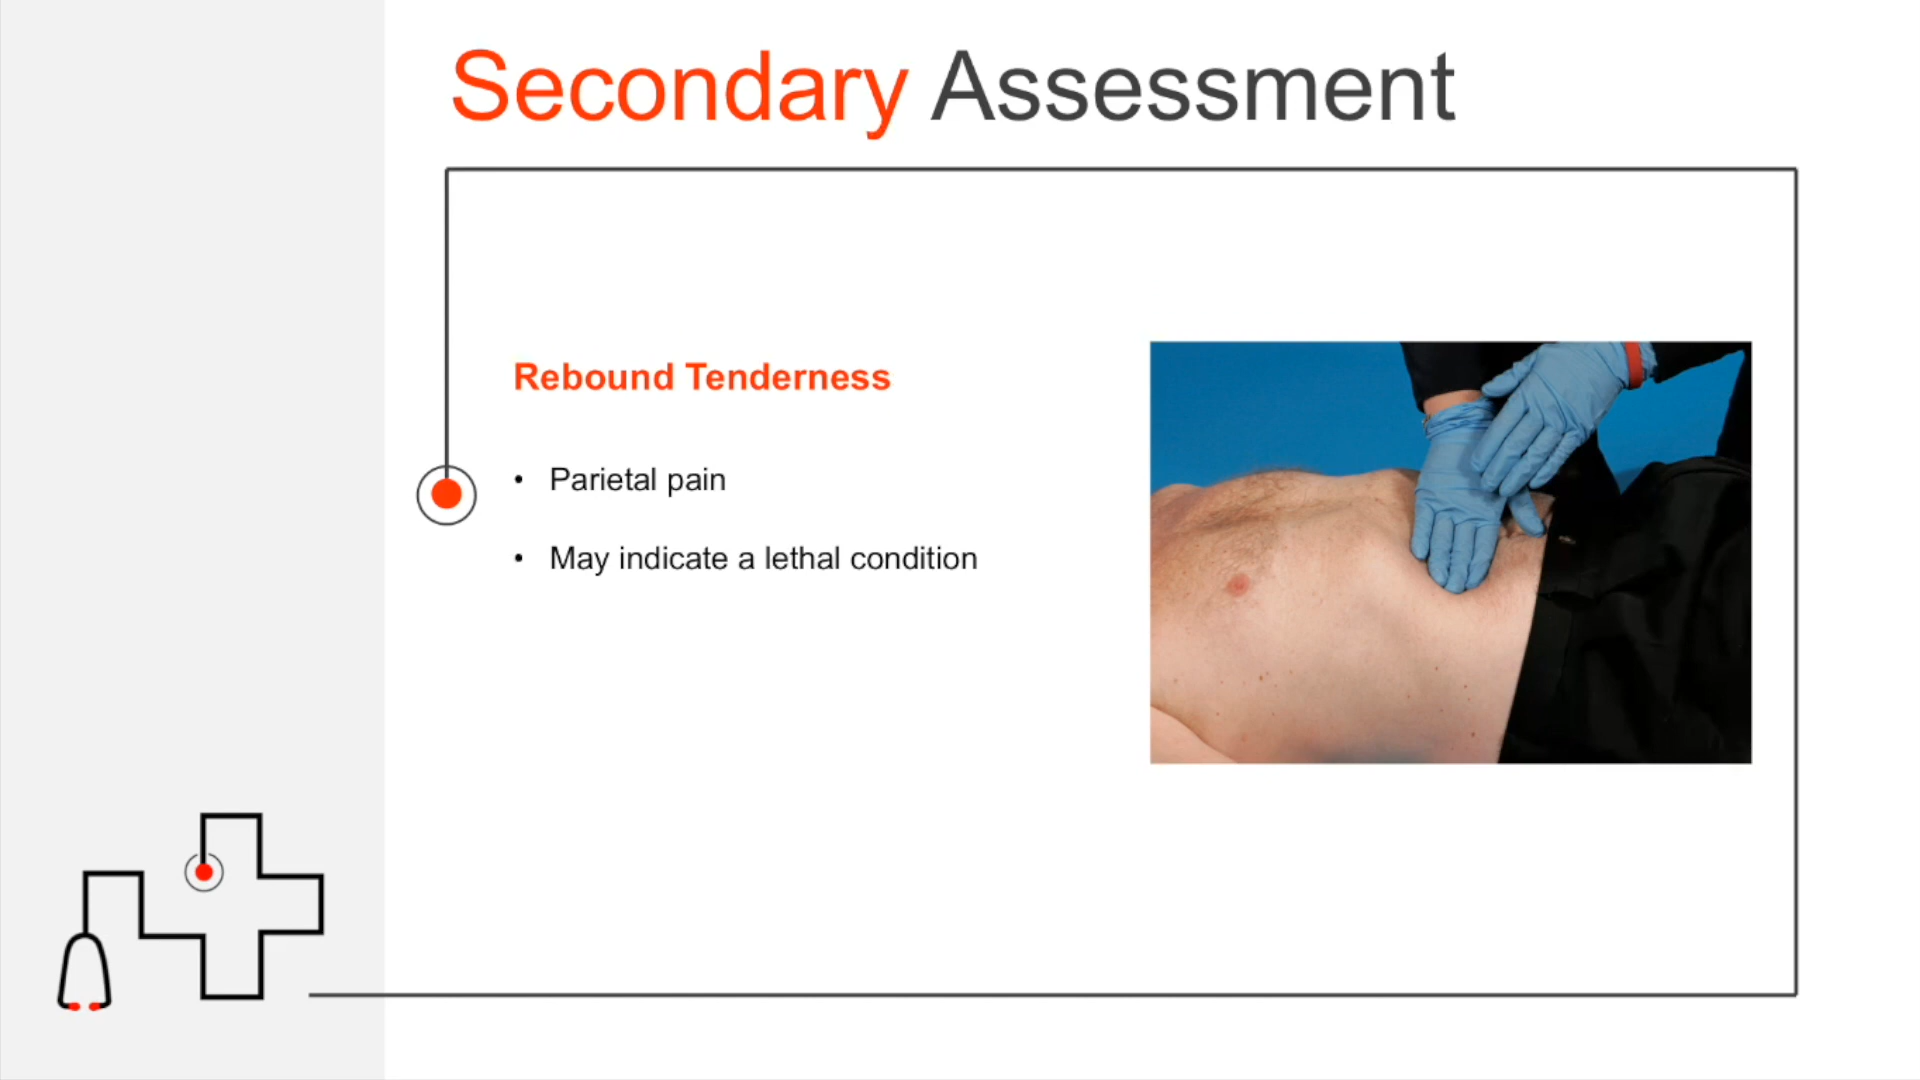 Secondary Assessment
Rebound Tenderness
• Parietal pain
• May indicate a lethal condition